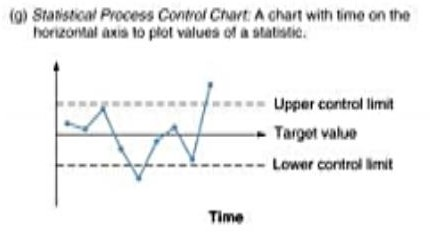 (g) Statistical Process Control Chart: A chart with time on the
horizontal axis to plot values of a statistic.
Upper control limit
Target value
Lower control limit
Time